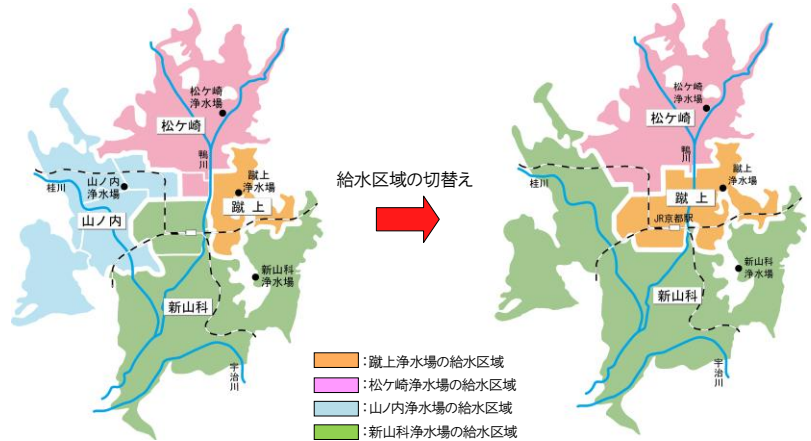 松ケ崎
浄水場
松ケ崎
鴨川
山ノ内
浄水場
桂川
山ノ内
蹴上
浄水場
蹴 上
新山科
浄水場
新山科
宇治川
給水区域の切替え
松ケ崎
浄水場
松ケ崎
鴨川
桂川
蹴上
浄水場
蹴 上
JR京都駅
新山科
浄水場
新山科
宇治川
：蹴上浄水場の給水区域
：松ケ崎浄水場の給水区域
：山ノ内浄水場の給水区域
：新山科浄水場の給水区域